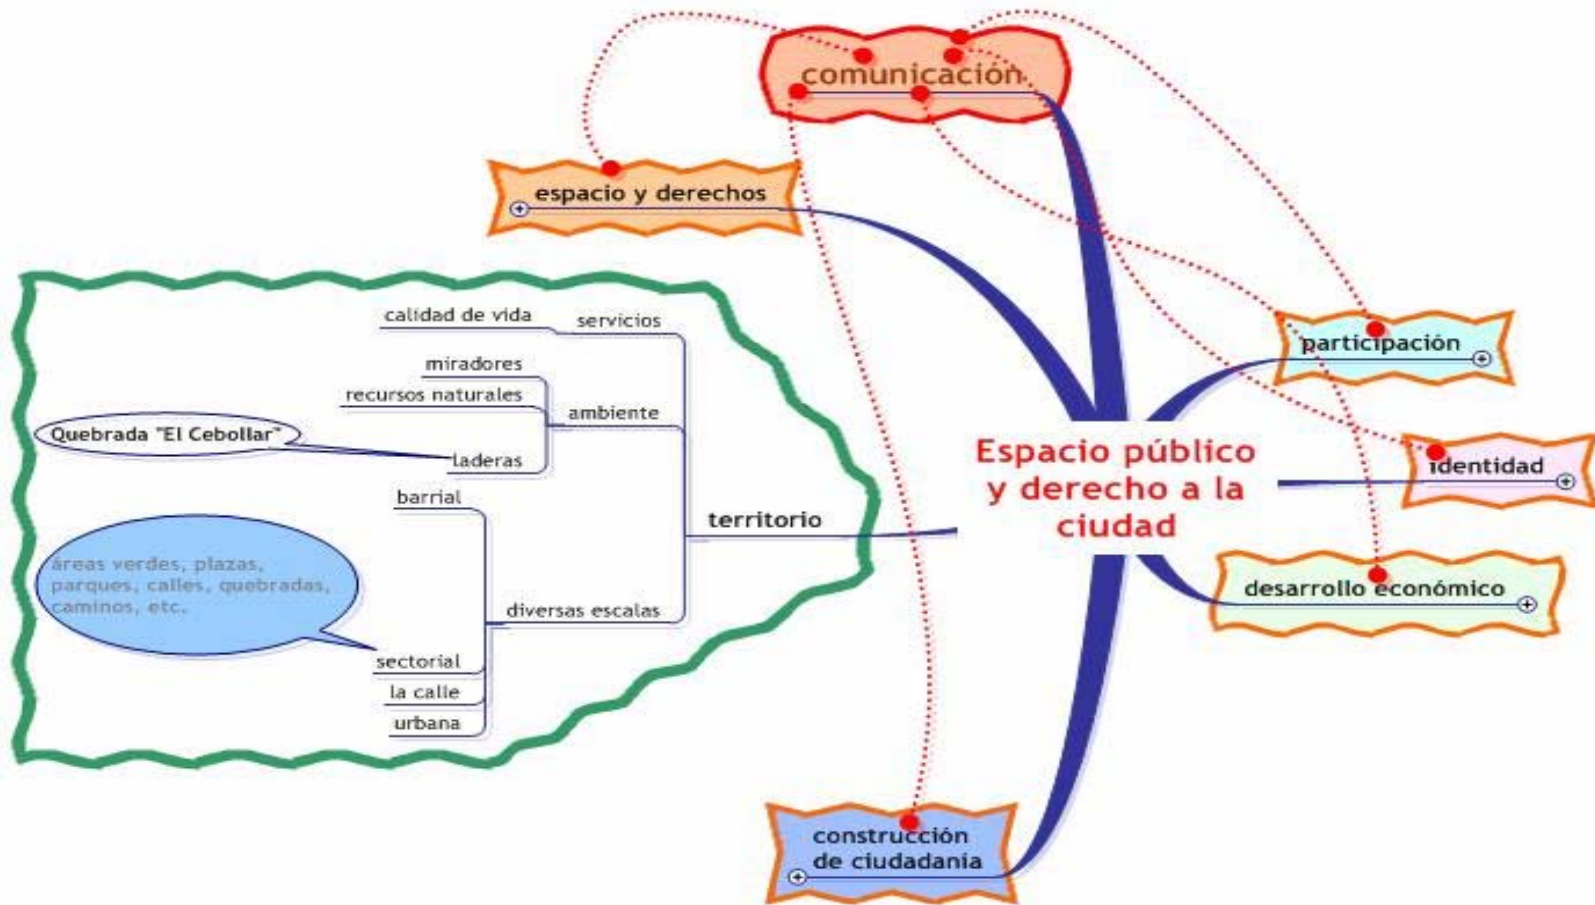 comunicación
espacio y derechos
calidad de vida
servicios
miradores
recursos naturales
ambiente
Quebrada "El Cebollar"
laderas
barrial
territorio
áreas verdes, plazas,
parques, calles, quebradas,
caminos, etc.
diversas escalas
sectorial
la calle
urbana
Espacio público
y derecho a la
ciudad
participación
identidad
desarrollo económico
construcción
de ciudadanía